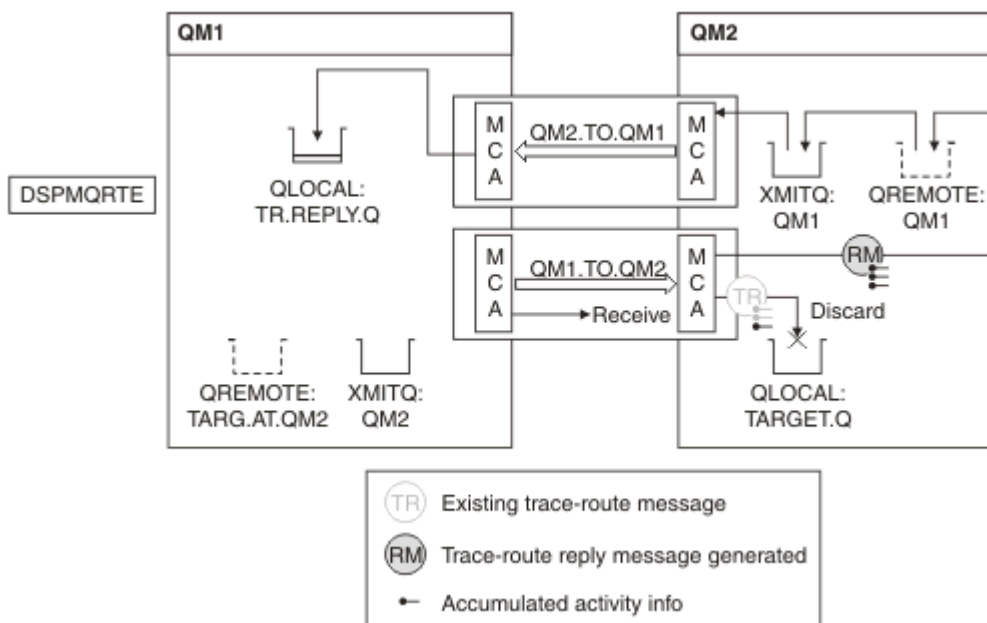 QM1
QM2
DSPMQRTE
QLOCAL:
TR.REPLY.Q
M
C
A
QM2.TO.QM1
M
C
A
XMITQ:
QM1
QREMOTE:
QM1
M
C
A
QM1.TO.QM2
Receive
M
C
A
TR
RM
Discard
QREMOTE:
TARG.AT.QM2
XMITQ:
QM2
QLOCAL:
TARGET.Q
TR Existing trace-route message
RM Trace-route reply message generated
Accumulated activity info